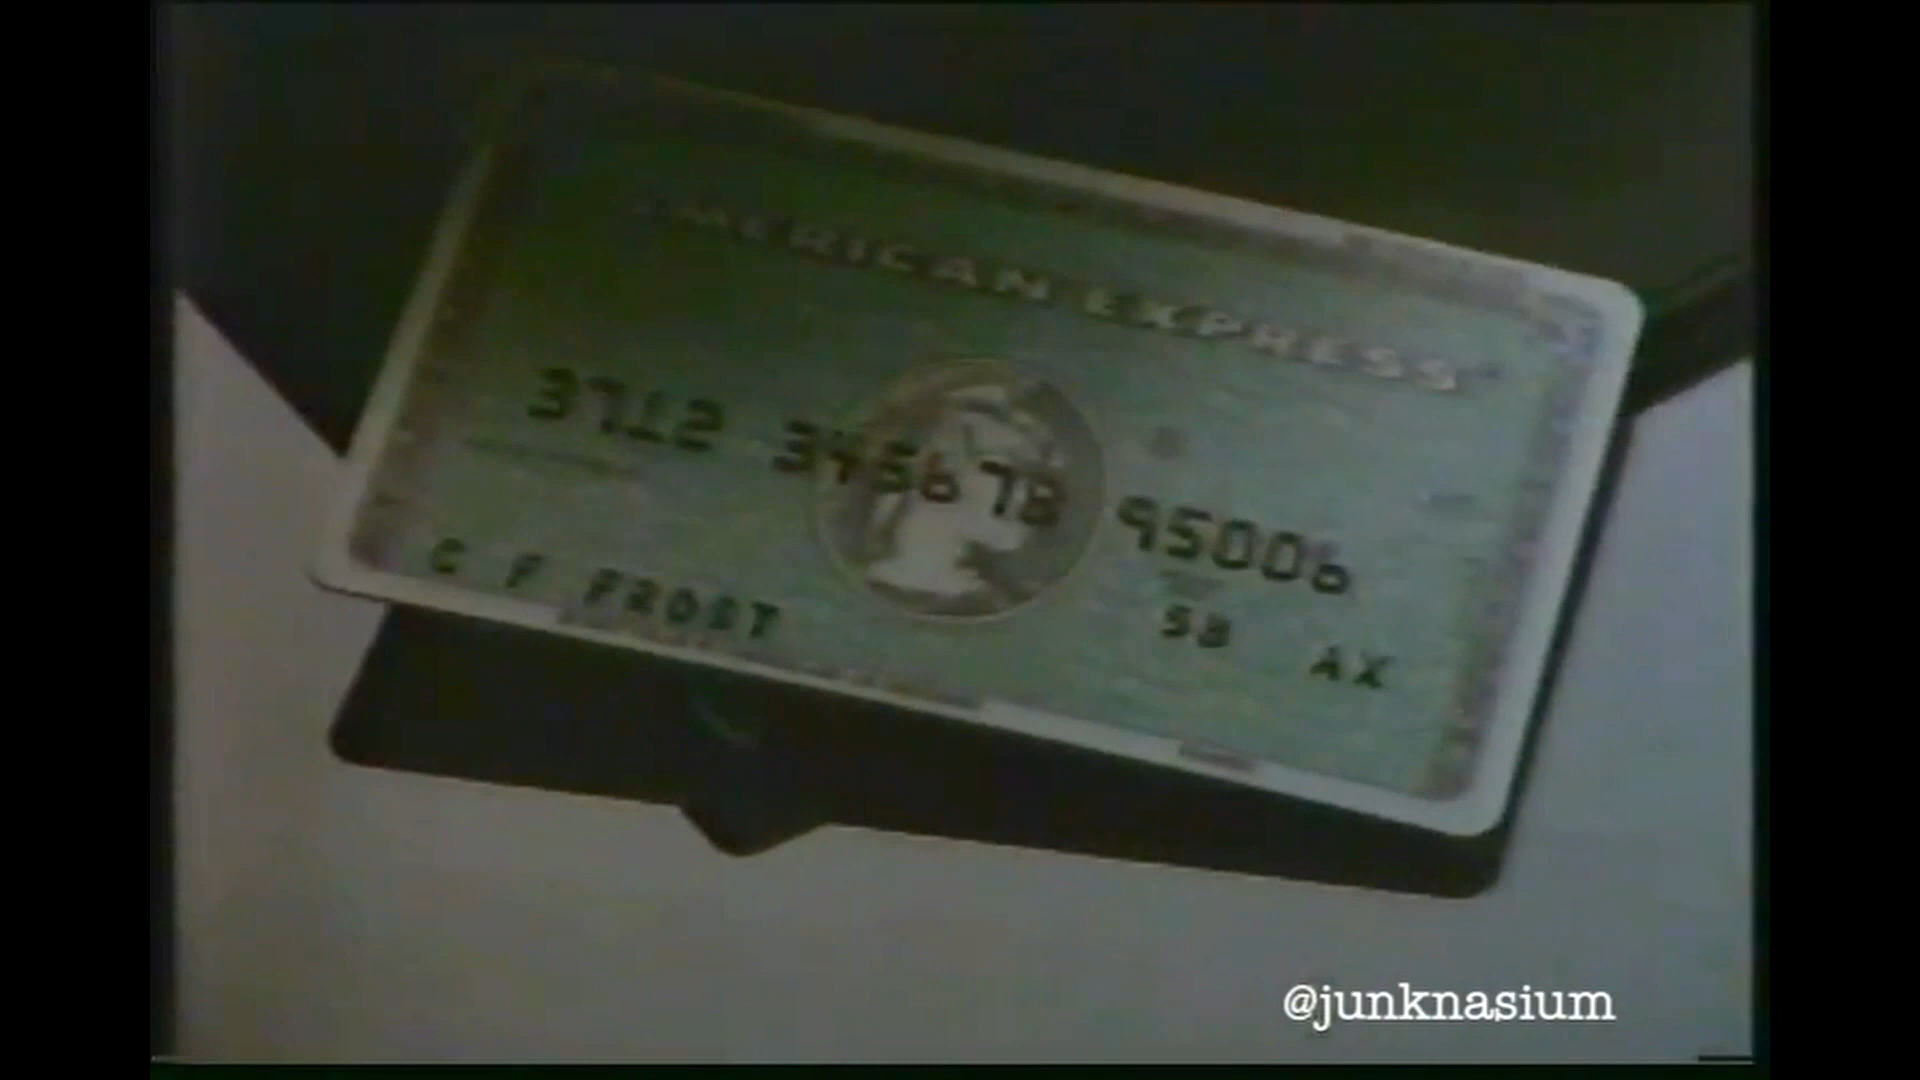 AMERICAN EXPRESS
3712 345678 95006
58 AX
C F FROST
@junknasium